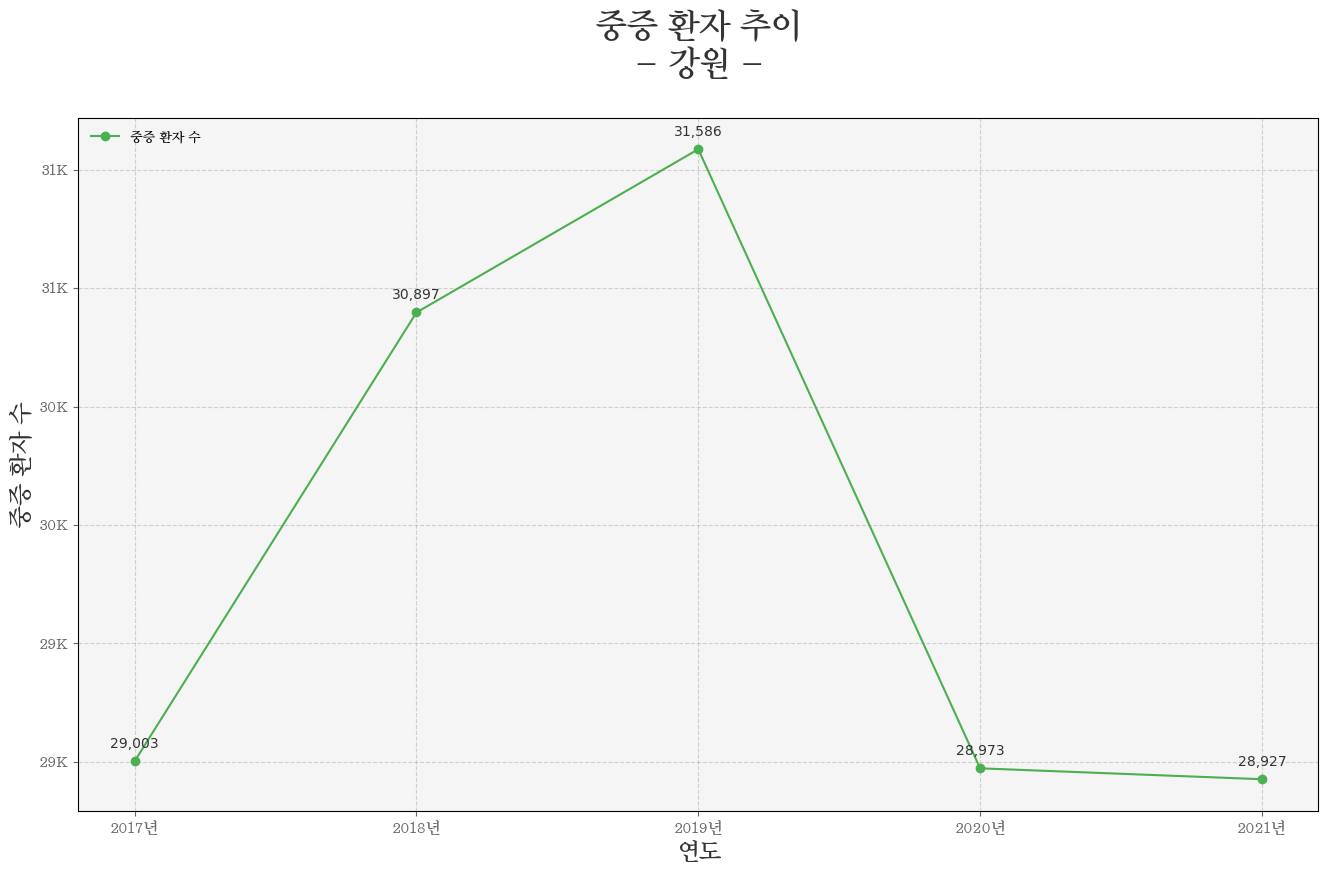 중증 환자 추이
– 강원 –
중증 환자 수
31,586
31K
30,897
31K
30K
중증 환자 수
30K
29K
29,003
28,973
28,927
29K
2017년
2018년
2019년
2020년
2021년
연도